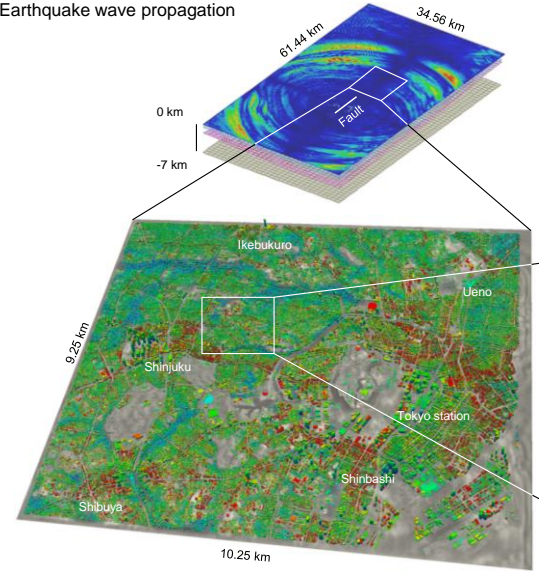 Earthquake wave propagation
61.44 km
34.56 km
0 km
Fault
-7 km
Ikebukuro
Ueno
9.25 km
Shinjuku
Tokyo station
Shinbashi
Shibuya
10.25 km